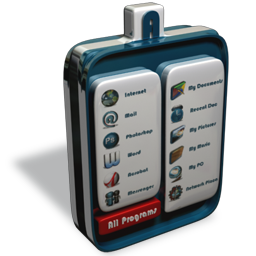 Internet
Mail
Photoshop
Word
Acrobat
Messenger
All Programs
My Documents
Recent Doc
My Pictures
My Music
My PC
Network Places